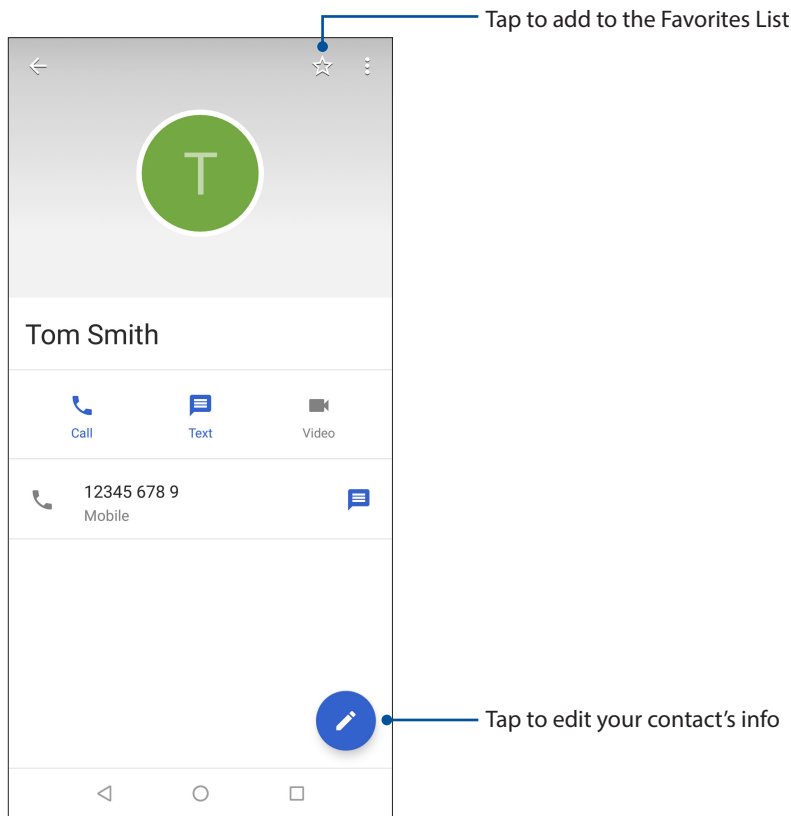 Tap to add to the Favorites List
T
Tom Smith
Call Text Video
12345 678 9
Mobile
Tap to edit your contact’s info